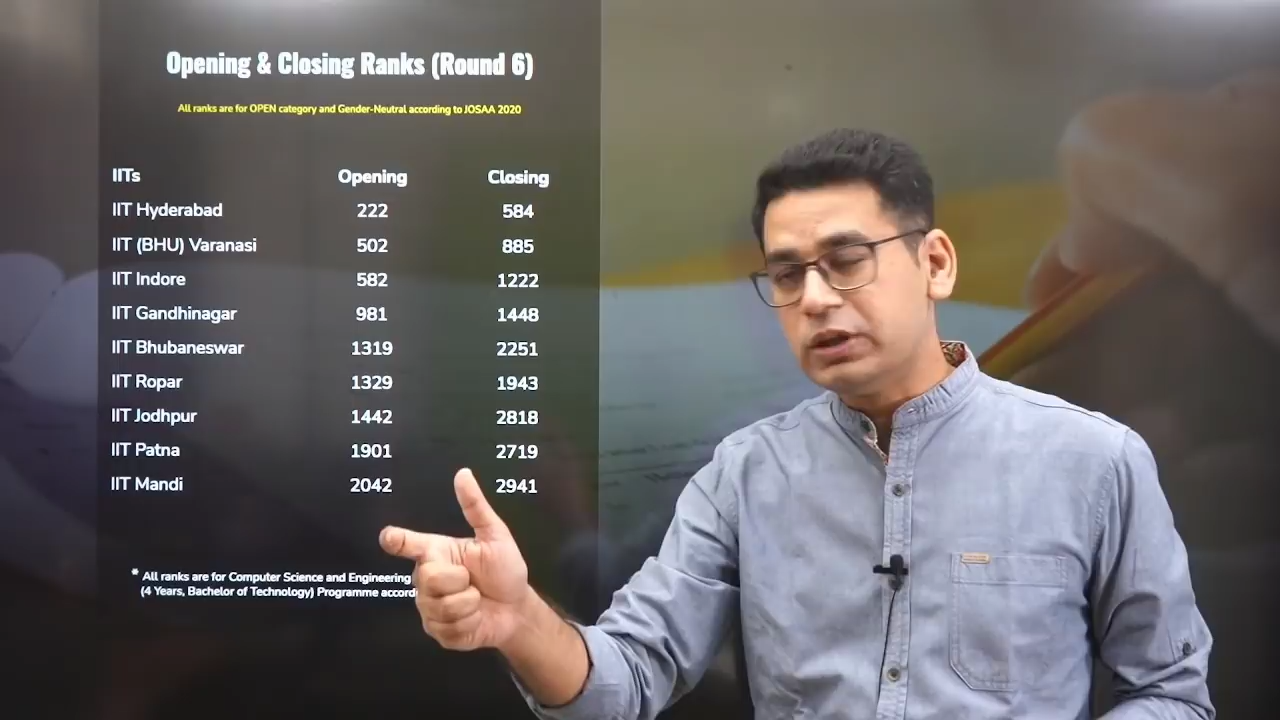 Opening & Closing Ranks (Round 6)
All ranks are for OPEN category and Gender-Neutral according to JOSAA 2020
IITs Opening Closing
IIT Hyderabad 222 584
IIT (BHU) Varanasi 502 885
IIT Indore 582 1222
IIT Gandhinagar 981 1448
IIT Bhubaneswar 1319 2251
IIT Ropar 1329 1943
IIT Jodhpur 1442 2818
IIT Patna 1901 2719
IIT Mandi 2042 2941
* All ranks are for Computer Science and Engineering
(4 Years, Bachelor of Technology) Programme